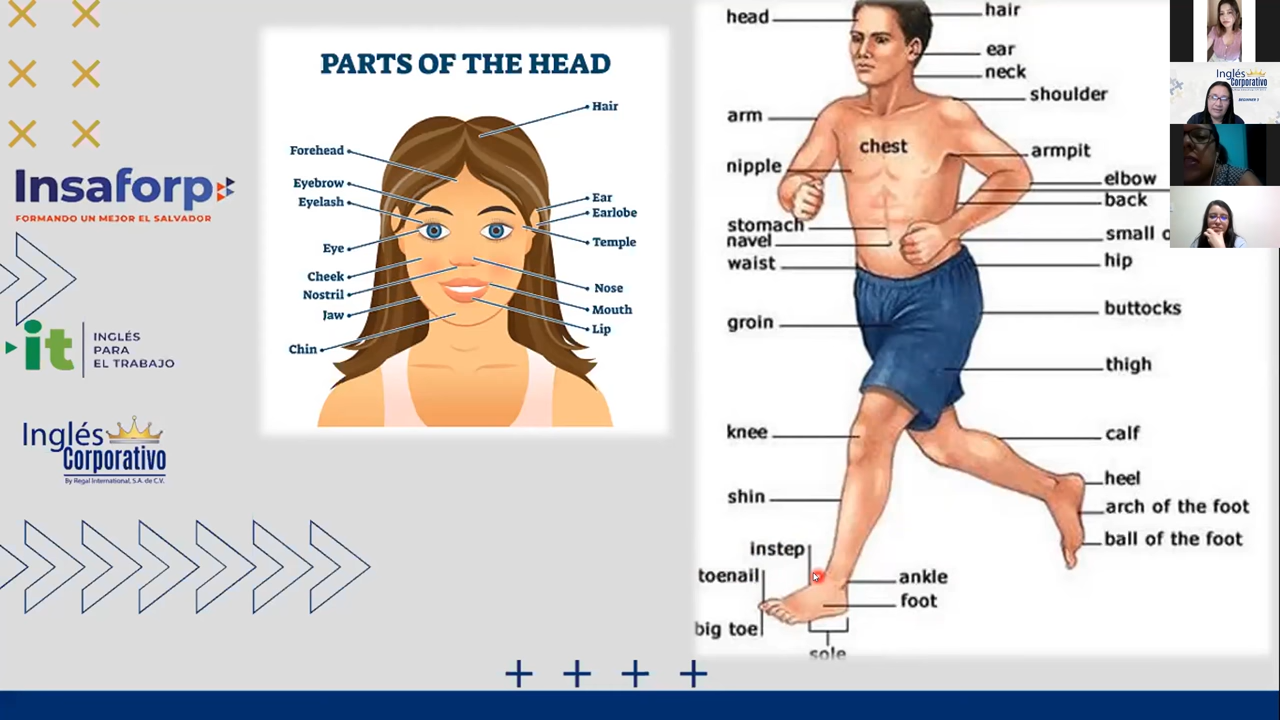 Insaforp
FORMANDO UN MEJOR EL SALVADOR
it
INGLÉS
PARA
EL TRABAJO
Inglés
Corporativo
By Regal International, S.A. de C.V.
PARTS OF THE HEAD
Hair
Forehead
Eyebrow
Eyelash
Eye
Cheek
Nostril
Jaw
Chin
Ear
Earlobe
Temple
Nose
Mouth
Lip
head
arm
chest
nipple
stomach
navel
waist
groin
knee
shin
instep
toenail
big toe
sole
hair
ear
neck
shoulder
armpit
elbow
back
small
hip
buttocks
thigh
calf
heel
arch of the foot
ball of the foot
ankle
foot
Inglés
Corporativo